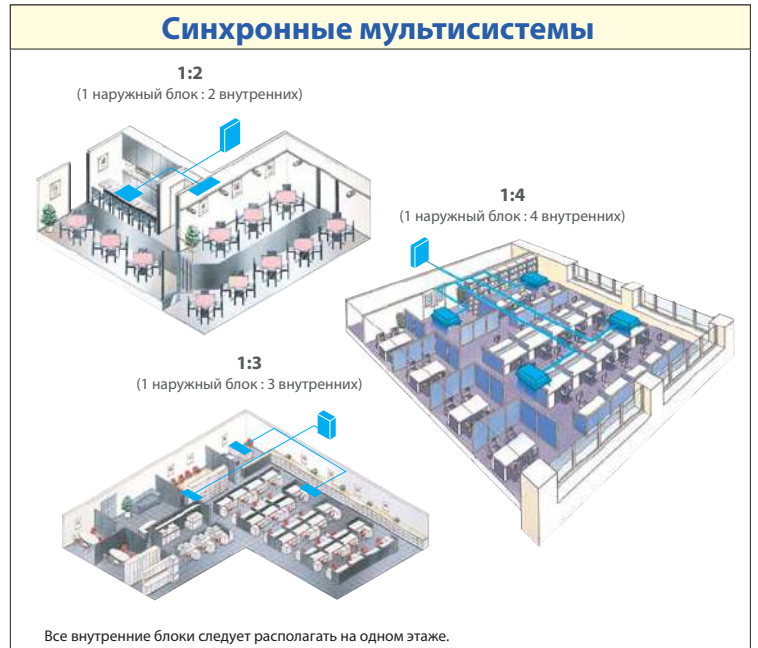 Синхронные мультисистемы
1:2
(1 наружный блок : 2 внутренних)
1:4
(1 наружный блок : 4 внутренних)
1:3
(1 наружный блок : 3 внутренних)
Все внутренние блоки следует располагать на одном этаже.